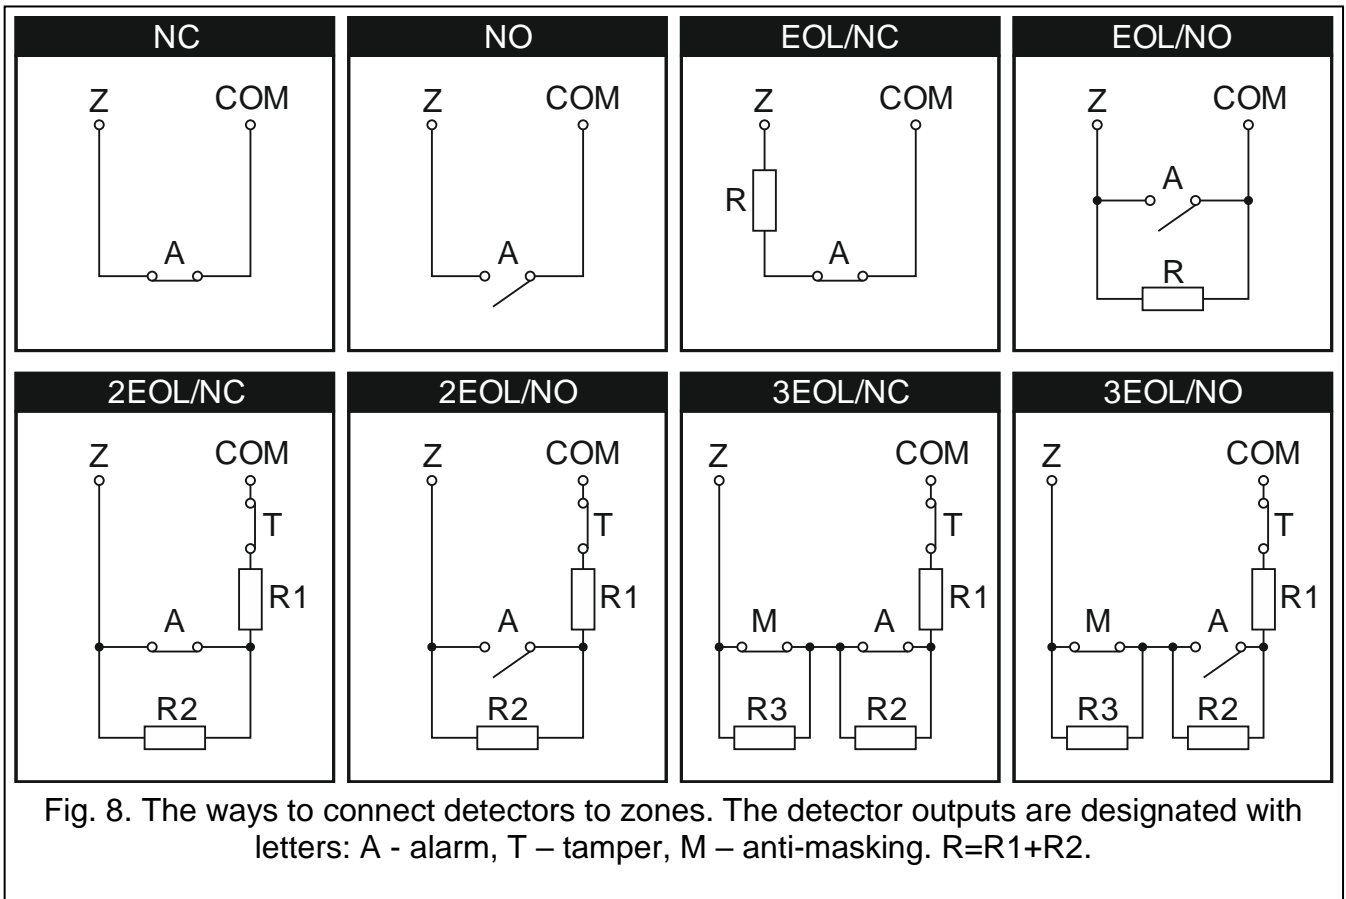 NC
NO
EOL/NC
EOL/NO
Z COM
A
Z COM
A
Z COM
R
A
Z COM
A
R
2EOL/NC
2EOL/NO
3EOL/NC
3EOL/NO
Z COM
T
R1
A
R2
Z COM
T
R1
A
R2
Z COM
T
R1
M A
R3 R2
Z COM
T
R1
M A
R3 R2
Fig. 8. The ways to connect detectors to zones. The detector outputs are designated with
letters: A - alarm, T – tamper, M – anti-masking. R=R1+R2.